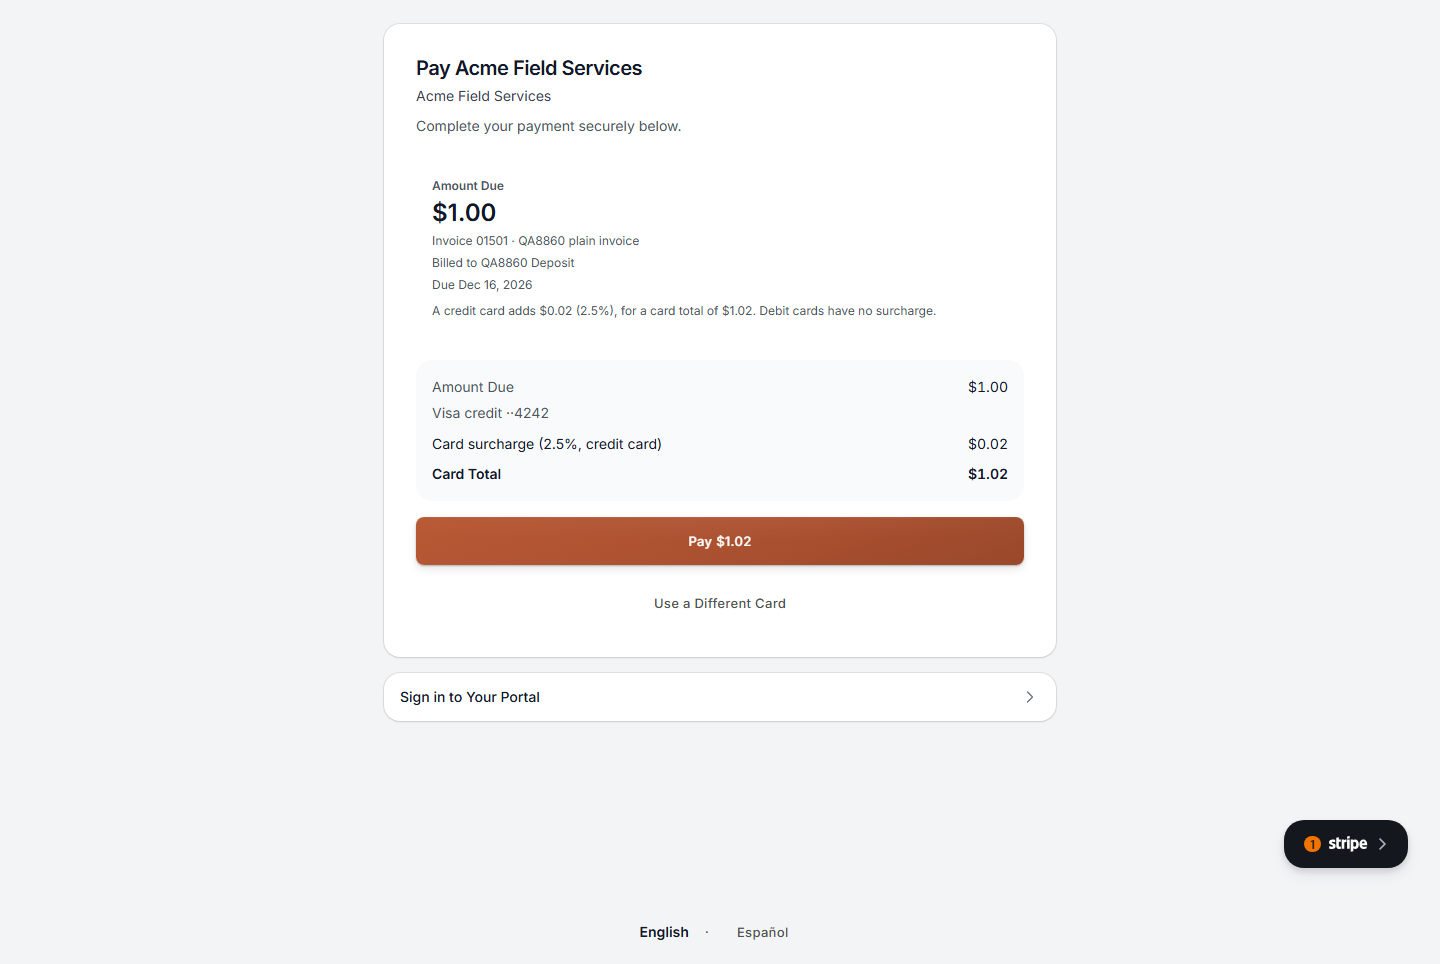 Pay Acme Field Services
Acme Field Services
Complete your payment securely below.
Amount Due
$1.00
Invoice 01501 · QA8860 plain invoice
Billed to QA8860 Deposit
Due Dec 16, 2026
A credit card adds $0.02 (2.5%), for a card total of $1.02. Debit cards have no surcharge.
Amount Due $1.00
Visa credit ··4242
Card surcharge (2.5%, credit card) $0.02
Card Total $1.02
Pay $1.02
Use a Different Card
Sign in to Your Portal
1 stripe
English · Español